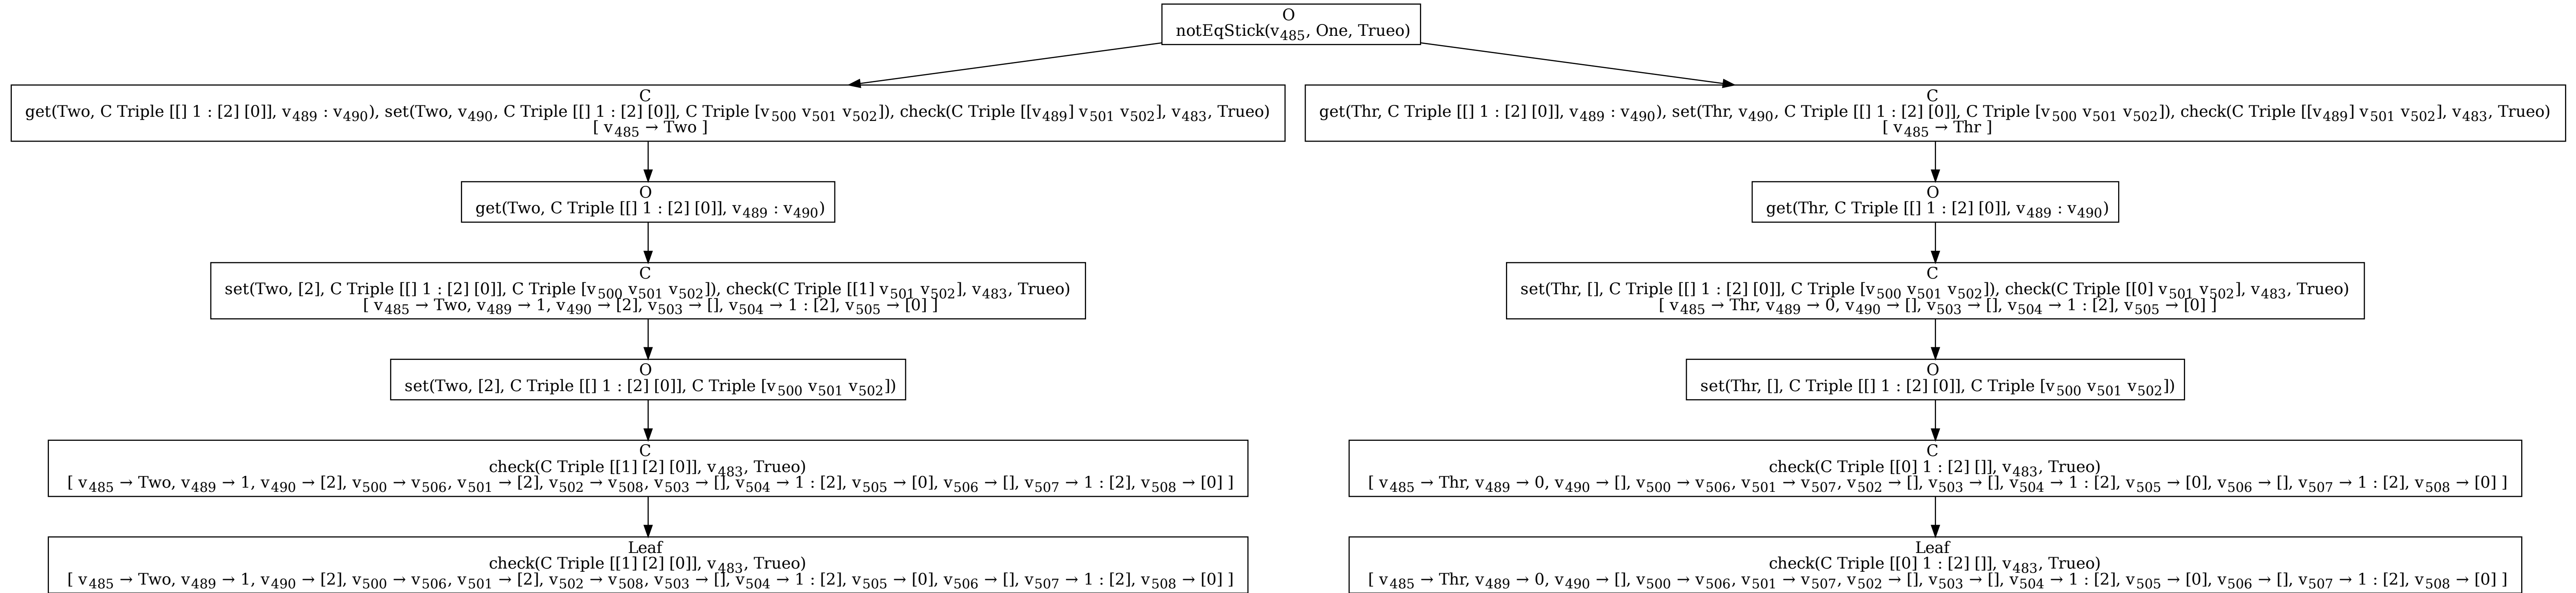 O
notEqStick(v485, One, Trueo)
C
get(Two, C Triple [[] 1 : [2] [0]], v489 : v490), set(Two, v490, C Triple [[] 1 : [2] [0]], C Triple [v500 v501 v502]), check(C Triple [[v489] v501 v502], v483, Trueo)
[ v485 → Two ]
C
get(Thr, C Triple [[] 1 : [2] [0]], v489 : v490), set(Thr, v490, C Triple [[] 1 : [2] [0]], C Triple [v500 v501 v502]), check(C Triple [[v489] v501 v502], v483, Trueo)
[ v485 → Thr ]
O
get(Two, C Triple [[] 1 : [2] [0]], v489 : v490)
O
get(Thr, C Triple [[] 1 : [2] [0]], v489 : v490)
C
set(Two, [2], C Triple [[] 1 : [2] [0]], C Triple [v500 v501 v502]), check(C Triple [[1] v501 v502], v483, Trueo)
[ v485 → Two, v489 → 1, v490 → [2], v503 → [], v504 → 1 : [2], v505 → [0] ]
C
set(Thr, [], C Triple [[] 1 : [2] [0]], C Triple [v500 v501 v502]), check(C Triple [[0] v501 v502], v483, Trueo)
[ v485 → Thr, v489 → 0, v490 → [], v503 → [], v504 → 1 : [2], v505 → [0] ]
O
set(Two, [2], C Triple [[] 1 : [2] [0]], C Triple [v500 v501 v502])
O
set(Thr, [], C Triple [[] 1 : [2] [0]], C Triple [v500 v501 v502])
C
check(C Triple [[1] [2] [0]], v483, Trueo)
[ v485 → Two, v489 → 1, v490 → [2], v500 → v506, v501 → [2], v502 → v508, v503 → [], v504 → 1 : [2], v505 → [0], v506 → [], v507 → 1 : [2], v508 → [0] ]
C
check(C Triple [[0] 1 : [2] []], v483, Trueo)
[ v485 → Thr, v489 → 0, v490 → [], v500 → v506, v501 → v507, v502 → [], v503 → [], v504 → 1 : [2], v505 → [0], v506 → [], v507 → 1 : [2], v508 → [0] ]
Leaf
check(C Triple [[1] [2] [0]], v483, Trueo)
[ v485 → Two, v489 → 1, v490 → [2], v500 → v506, v501 → [2], v502 → v508, v503 → [], v504 → 1 : [2], v505 → [0], v506 → [], v507 → 1 : [2], v508 → [0] ]
Leaf
check(C Triple [[0] 1 : [2] []], v483, Trueo)
[ v485 → Thr, v489 → 0, v490 → [], v500 → v506, v501 → v507, v502 → [], v503 → [], v504 → 1 : [2], v505 → [0], v506 → [], v507 → 1 : [2], v508 → [0] ]